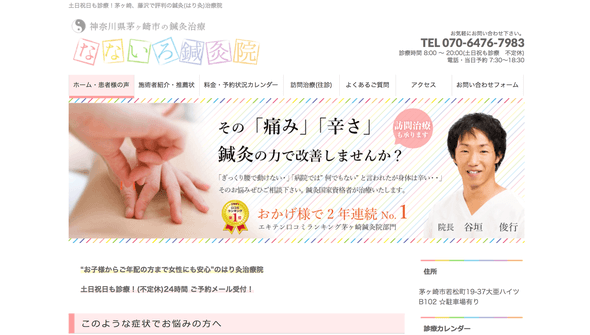 土日祝日も診療！茅ヶ崎、藤沢で評判の鍼灸(はり灸)治療院
神奈川県茅ヶ崎市の鍼灸治療
なないろ鍼灸院
お気軽にお問い合わせ下さい。
TEL 070-6476-7983
診療時間 8:00 ～ 20:00(土日祝も診療　不定休)
電話・当日予約 7:30～18:30
ホーム・患者様の声
施術者紹介・推薦状
料金・予約状況カレンダー
訪問治療(往診)
よくあるご質問
アクセス
お問い合わせフォーム
その「痛み」「辛さ」
鍼灸の力で改善しませんか？
訪問治療
も承ります
「ぎっくり腰で動けない・」「病院では”何でもない”と言われたが身体は辛い・・」
そのお悩みぜひご相談下さい。鍼灸国家資格者が治療いたします。
第1位
おかげ様で2年連続 No.1
エキテン口コミランキング茅ヶ崎鍼灸院部門
院長　谷垣　俊行
“お子様からご年配の方まで女性にも安心”のはり灸治療院
土日祝日も診療！(不定休)24時間 ご予約メール受付！
このような症状でお悩みの方へ
住所
茅ヶ崎市若松町19-37大亜ハイツ
B102 ☆駐車場有り
診療カレンダー